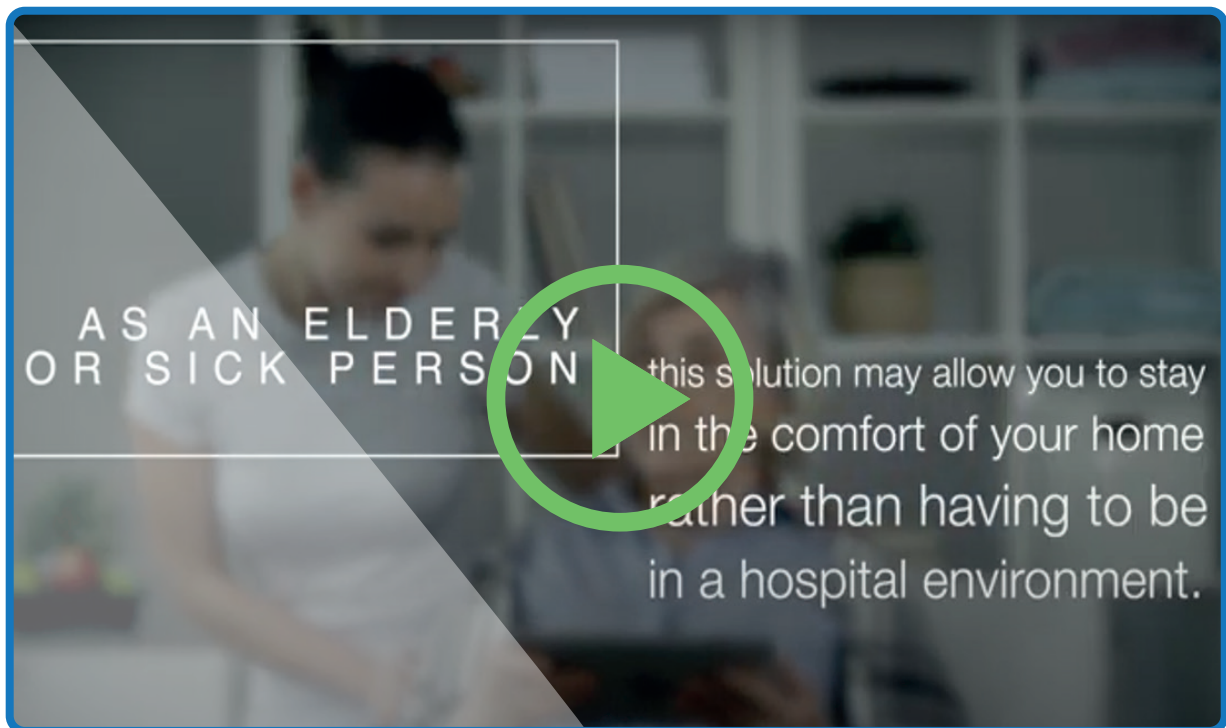 AS AN ELDERLY
OR SICK PERSON
this solution may allow you to stay
in the comfort of your home
rather than having to be
in a hospital environment.